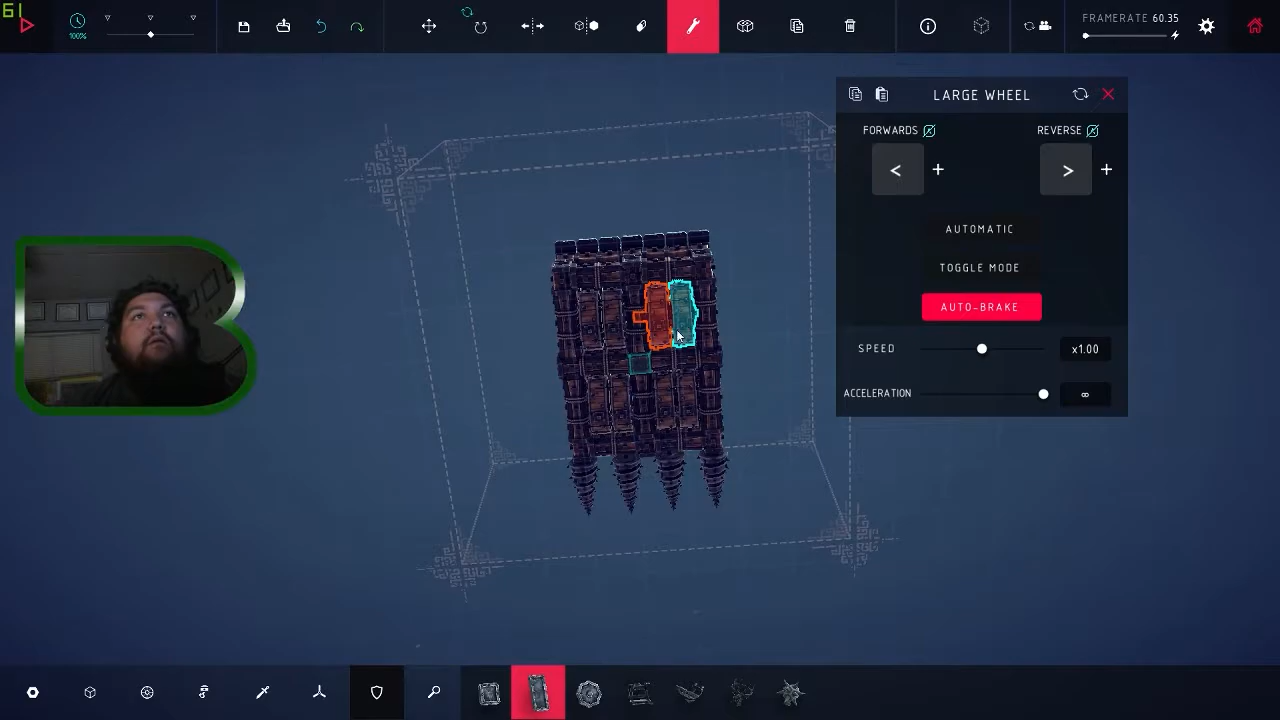 61
100%
FRAMERATE 60.35
LARGE WHEEL
FORWARDS
REVERSE
< +
> +
AUTOMATIC
TOGGLE MODE
AUTO-BRAKE
SPEED
x1.00
ACCELERATION
∞